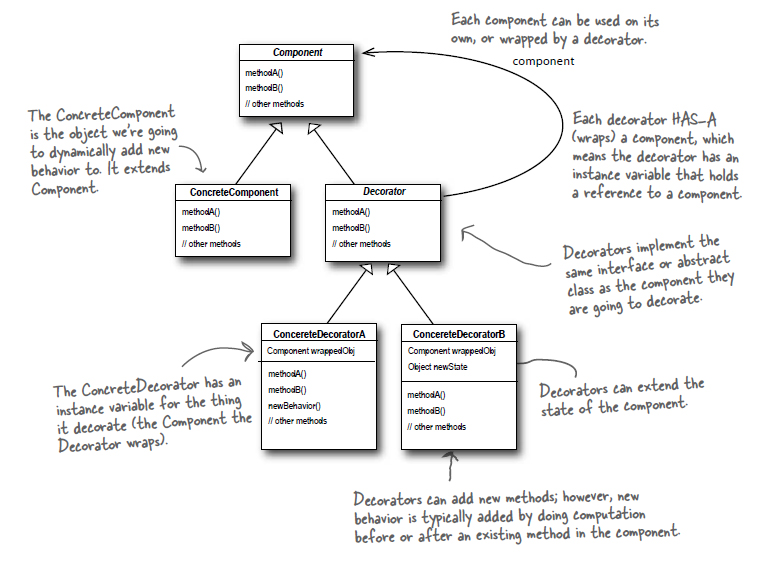 Each component can be used on its
own, or wrapped by a decorator.
component
Component
methodA()
methodB()
// other methods
The ConcreteComponent
is the object we're going
to dynamically add new
behavior to. It extends
Component.
Each decorator HAS-A
(wraps) a component, which
means the decorator has an
instance variable that holds
a reference to a component.
ConcreteComponent
methodA()
methodB()
// other methods
Decorator
methodA()
methodB()
// other methods
Decorators implement the
same interface or abstract
class as the component they
are going to decorate.
ConcereteDecoratorA
Component wrappedObj
methodA()
methodB()
newBehavior()
// other methods
ConcereteDecoratorB
Component wrappedObj
Object newState
methodA()
methodB()
// other methods
The ConcreteDecorator has an
instance variable for the thing
it decorate (the Component the
Decorator wraps).
Decorators can extend the
state of the component.
Decorators can add new methods; however, new
behavior is typically added by doing computation
before or after an existing method in the component.